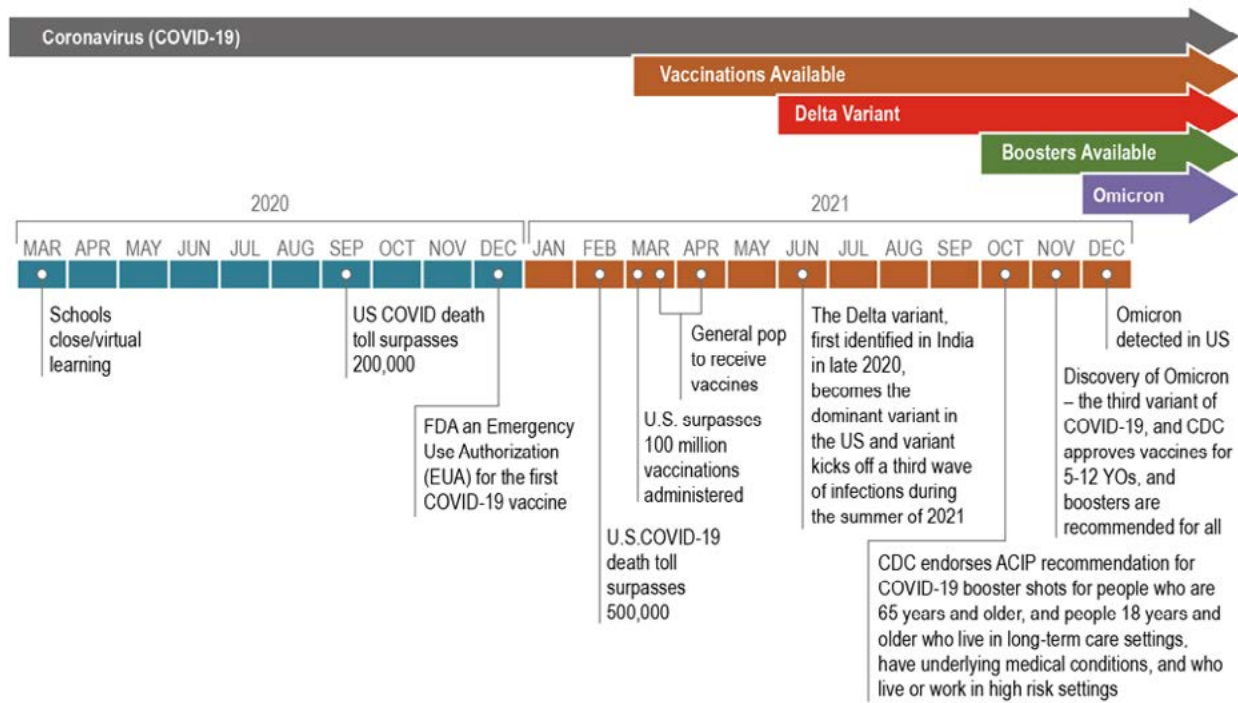 Coronavirus (COVID-19)
Vaccinations Available
Delta Variant
Boosters Available
Omicron
2020
2021
MAR APR MAY JUN JUL AUG SEP OCT NOV DEC JAN FEB MAR APR MAY JUN JUL AUG SEP OCT NOV DEC
Schools
close/virtual
learning
US COVID death
toll surpasses
200,000
FDA an Emergency
Use Authorization
(EUA) for the first
COVID-19 vaccine
U.S.COVID-19
death toll
surpasses
500,000
U.S. surpasses
100 million
vaccinations
administered
General pop
to receive
vaccines
The Delta variant,
first identified in India
in late 2020,
becomes the
dominant variant in
the US and variant
kicks off a third wave
of infections during
the summer of 2021
CDC endorses ACIP recommendation for
COVID-19 booster shots for people who are
65 years and older, and people 18 years and
older who live in long-term care settings,
have underlying medical conditions, and who
live or work in high risk settings
Discovery of Omicron
– the third variant of
COVID-19, and CDC
approves vaccines for
5-12 YOs, and
boosters are
recommended for all
Omicron
detected in US